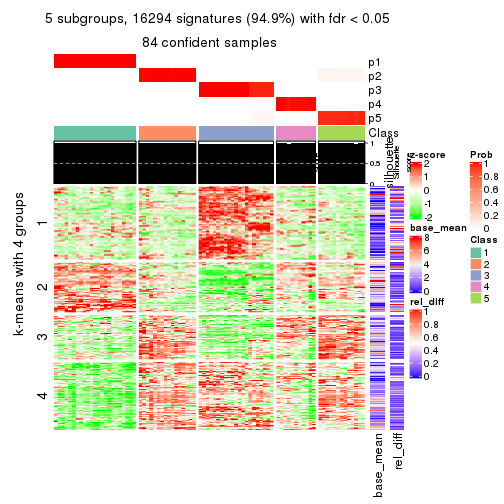 5 subgroups, 16294 signatures (94.9%) with fdr < 0.05
84 confident samples
p1
p2
p3
p4
p5
Class
1
0.5
0
silhouette
Silhouette
score
k-means with 4 groups
1
2
3
4
base_mean
rel_diff
z-score
2
1
0
-1
-2
base_mean
8
6
4
2
0
rel_diff
1
0.8
0.6
0.4
0.2
0
Prob
1
0.8
0.6
0.4
0.2
0
Class
1
2
3
4
5